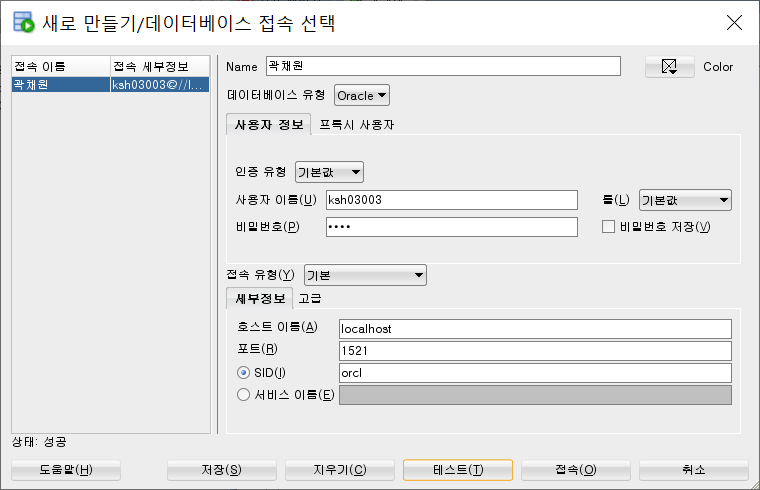 새로 만들기/데이터베이스 접속 선택
접속 이름 접속 세부정보
곽채원 ksh03003@//l...
Name 곽채원 Color
데이터베이스 유형 Oracle
사용자 정보 프록시 사용자
인증 유형 기본값
사용자 이름(U) ksh03003 롤(L) 기본값
비밀번호(P) •••• 비밀번호 저장(V)
접속 유형(Y) 기본
세부정보 고급
호스트 이름(A) localhost
포트(R) 1521
SID(I) orcl
서비스 이름(E)
상태: 성공
도움말(H) 저장(S) 지우기(C) 테스트(T) 접속(O) 취소